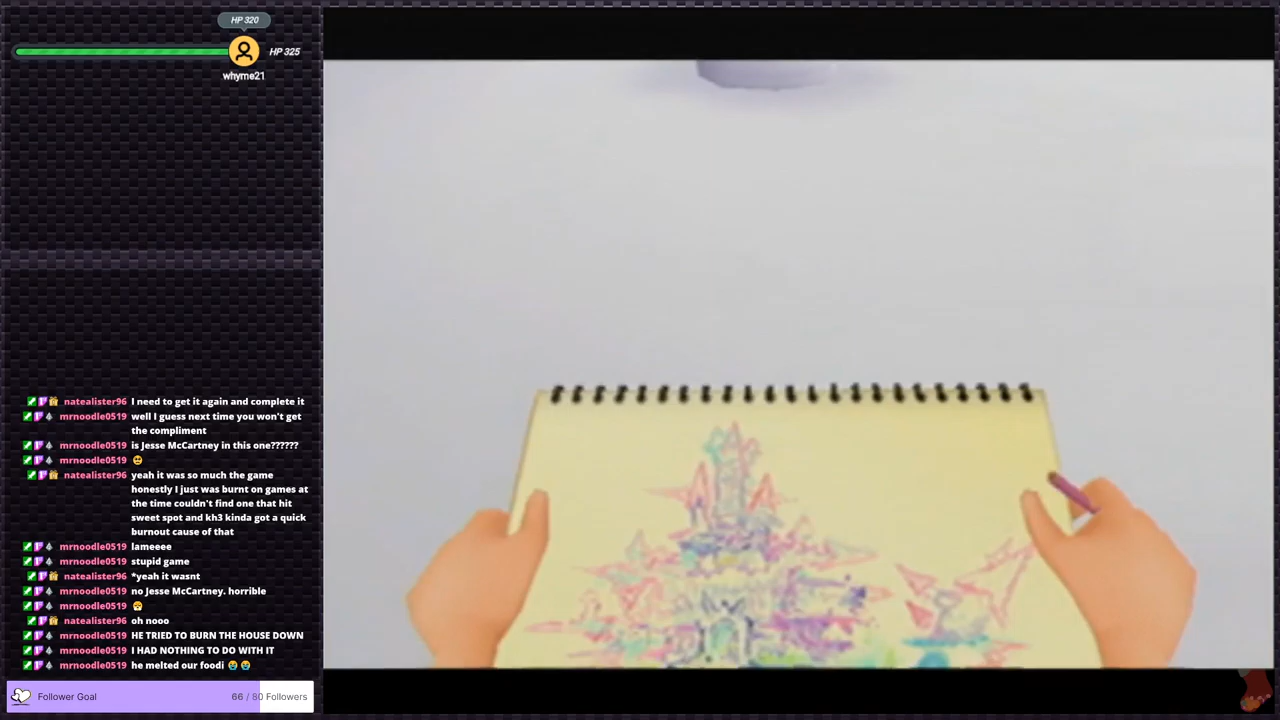 HP 320
HP 325
whyme21
natealister96 I need to get it again and complete it
mrnoodle0519 well I guess next time you won't get
the compliment
mrnoodle0519 is Jesse McCartney in this one??????
mrnoodle0519
natealister96 yeah it was so much the game
honestly I just was burnt on games at
the time couldn't find one that hit
sweet spot and kh3 kinda got a quick
burnout cause of that
mrnoodle0519 lameeee
mrnoodle0519 stupid game
natealister96 *yeah it wasnt
mrnoodle0519 no Jesse McCartney. horrible
mrnoodle0519
natealister96 oh nooo
mrnoodle0519 HE TRIED TO BURN THE HOUSE DOWN
mrnoodle0519 I HAD NOTHING TO DO WITH IT
mrnoodle0519 he melted our foodi
Follower Goal 66 / 80 Followers